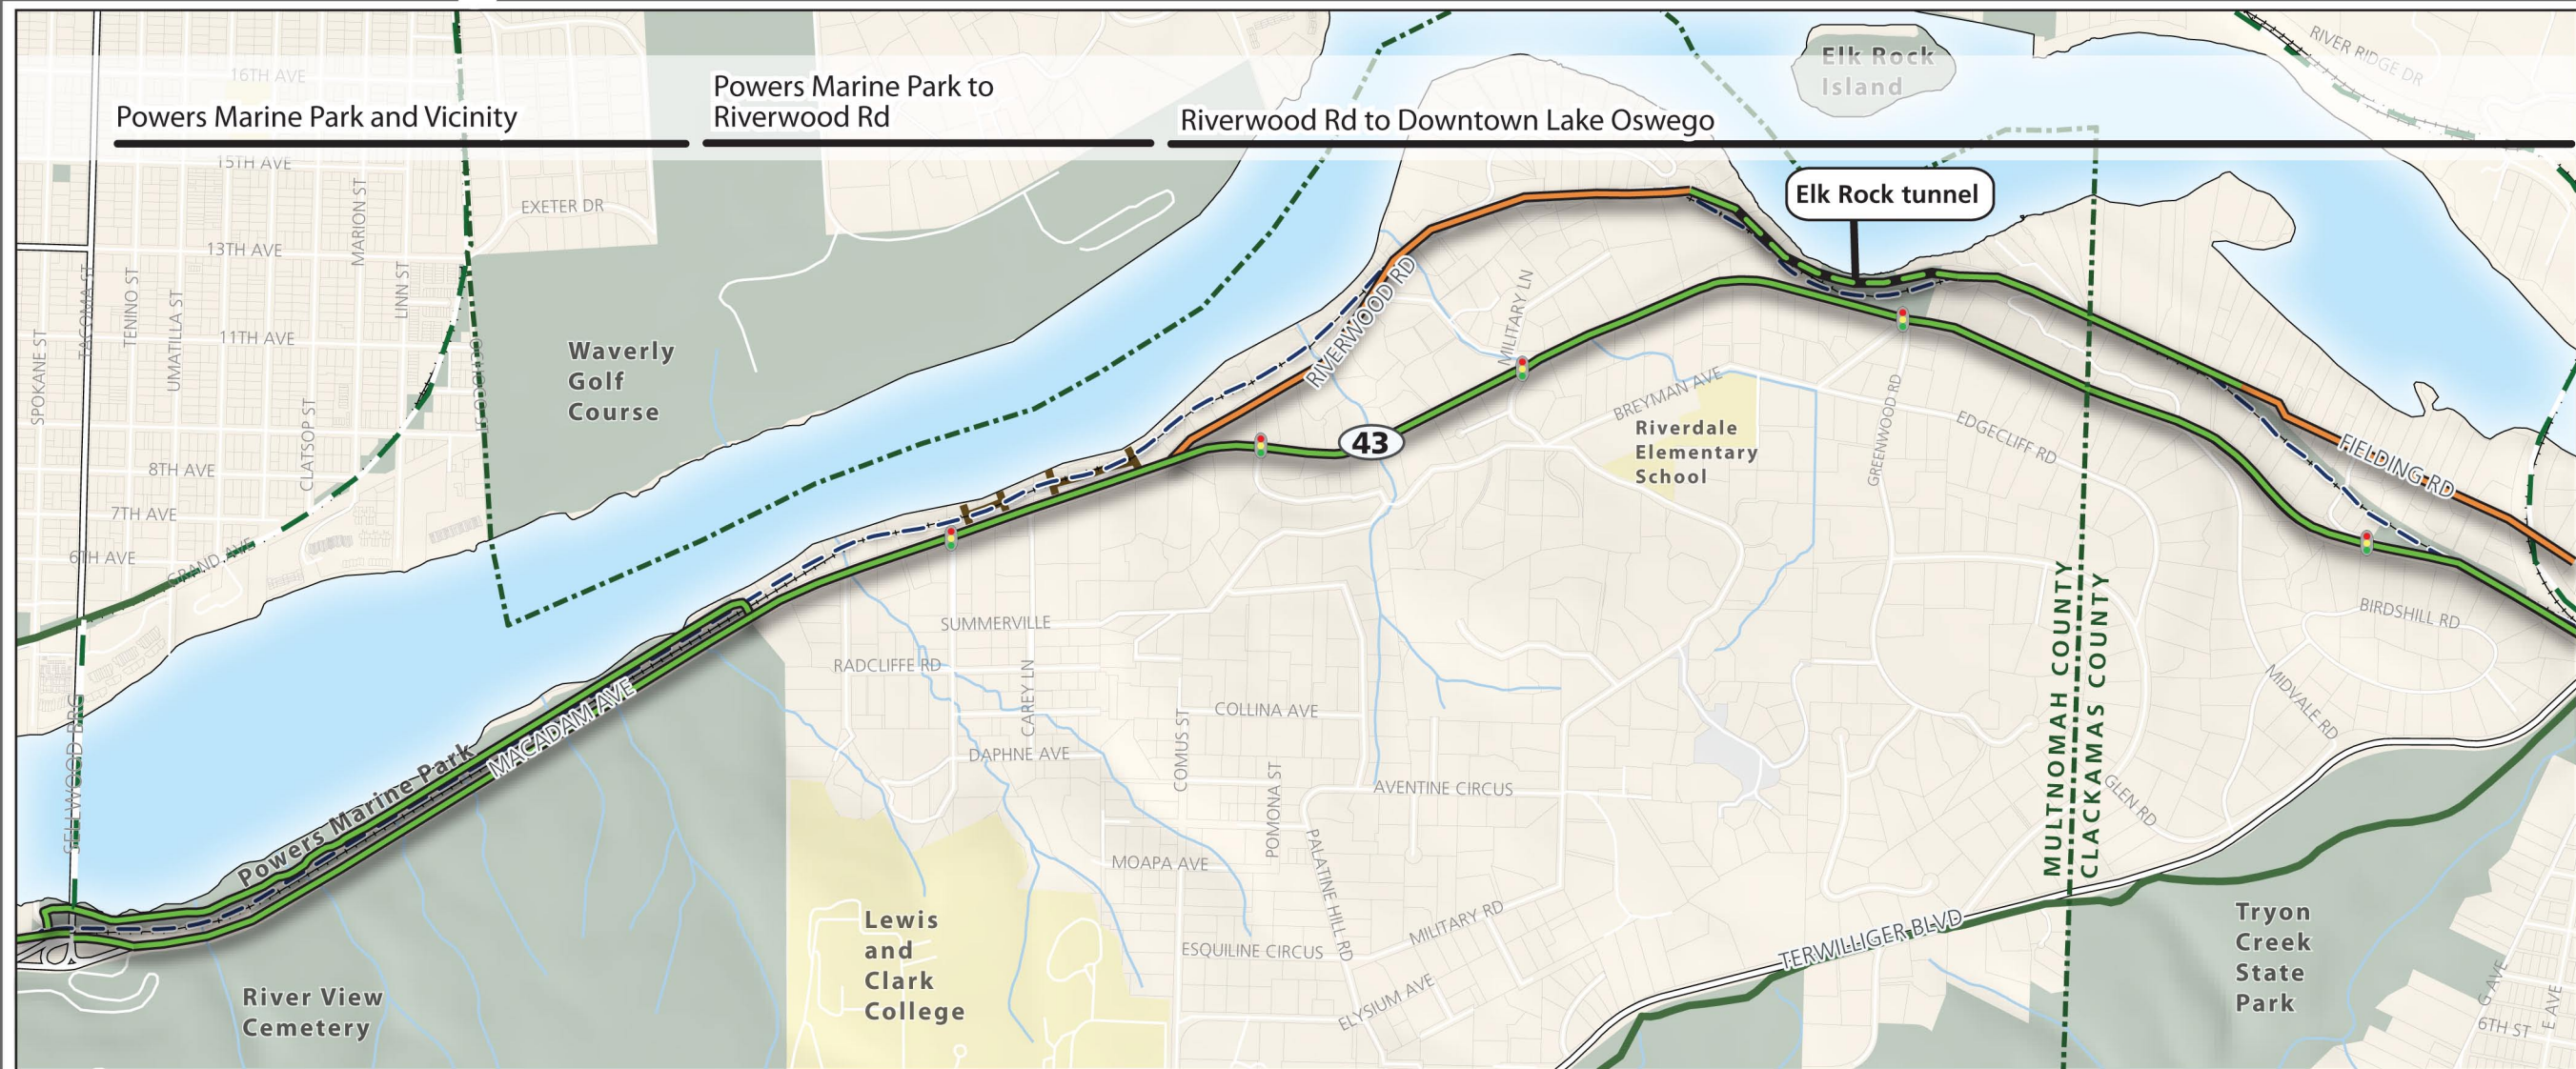 16TH AVE
Powers Marine Park and Vicinity
Powers Marine Park to
Riverwood Rd
Riverwood Rd to Downtown Lake Oswego
Elk Rock
Island
RIVER RIDGE DR
15TH AVE
EXETER DR
Elk Rock tunnel
13TH AVE
MARION ST
LINN ST
TACOMA ST
TENINO ST
UMATILLA ST
SPOKANE ST
11TH AVE
CLATSOP ST
8TH AVE
7TH AVE
6TH AVE
GRAND AVE
Waverly
Golf
Course
RIVERWOOD RD
MILITARY LN
43
BREYMAN AVE
Riverdale
Elementary
School
GREENWOOD RD
EDGECLIFF RD
FIELDING RD
BIRDSHILL RD
MIDVALE RD
GLEN RD
MULTNOMAH COUNTY
CLACKAMAS COUNTY
SUMMERVILLE
RADCLIFFE RD
CAREY LN
COLLINA AVE
DAPHNE AVE
COMUS ST
POMONA ST
AVENTINE CIRCUS
MOAPA AVE
PALATINE HILL RD
MILITARY RD
ESQUILINE CIRCUS
ELYSIUM AVE
TERWILLIGER BLVD
SELLWOOD BRG
Powers Marine Park
MACADAM AVE
River View
Cemetery
Lewis
and
Clark
College
Tryon
Creek
State
Park
G AVE
E AVE
6TH ST